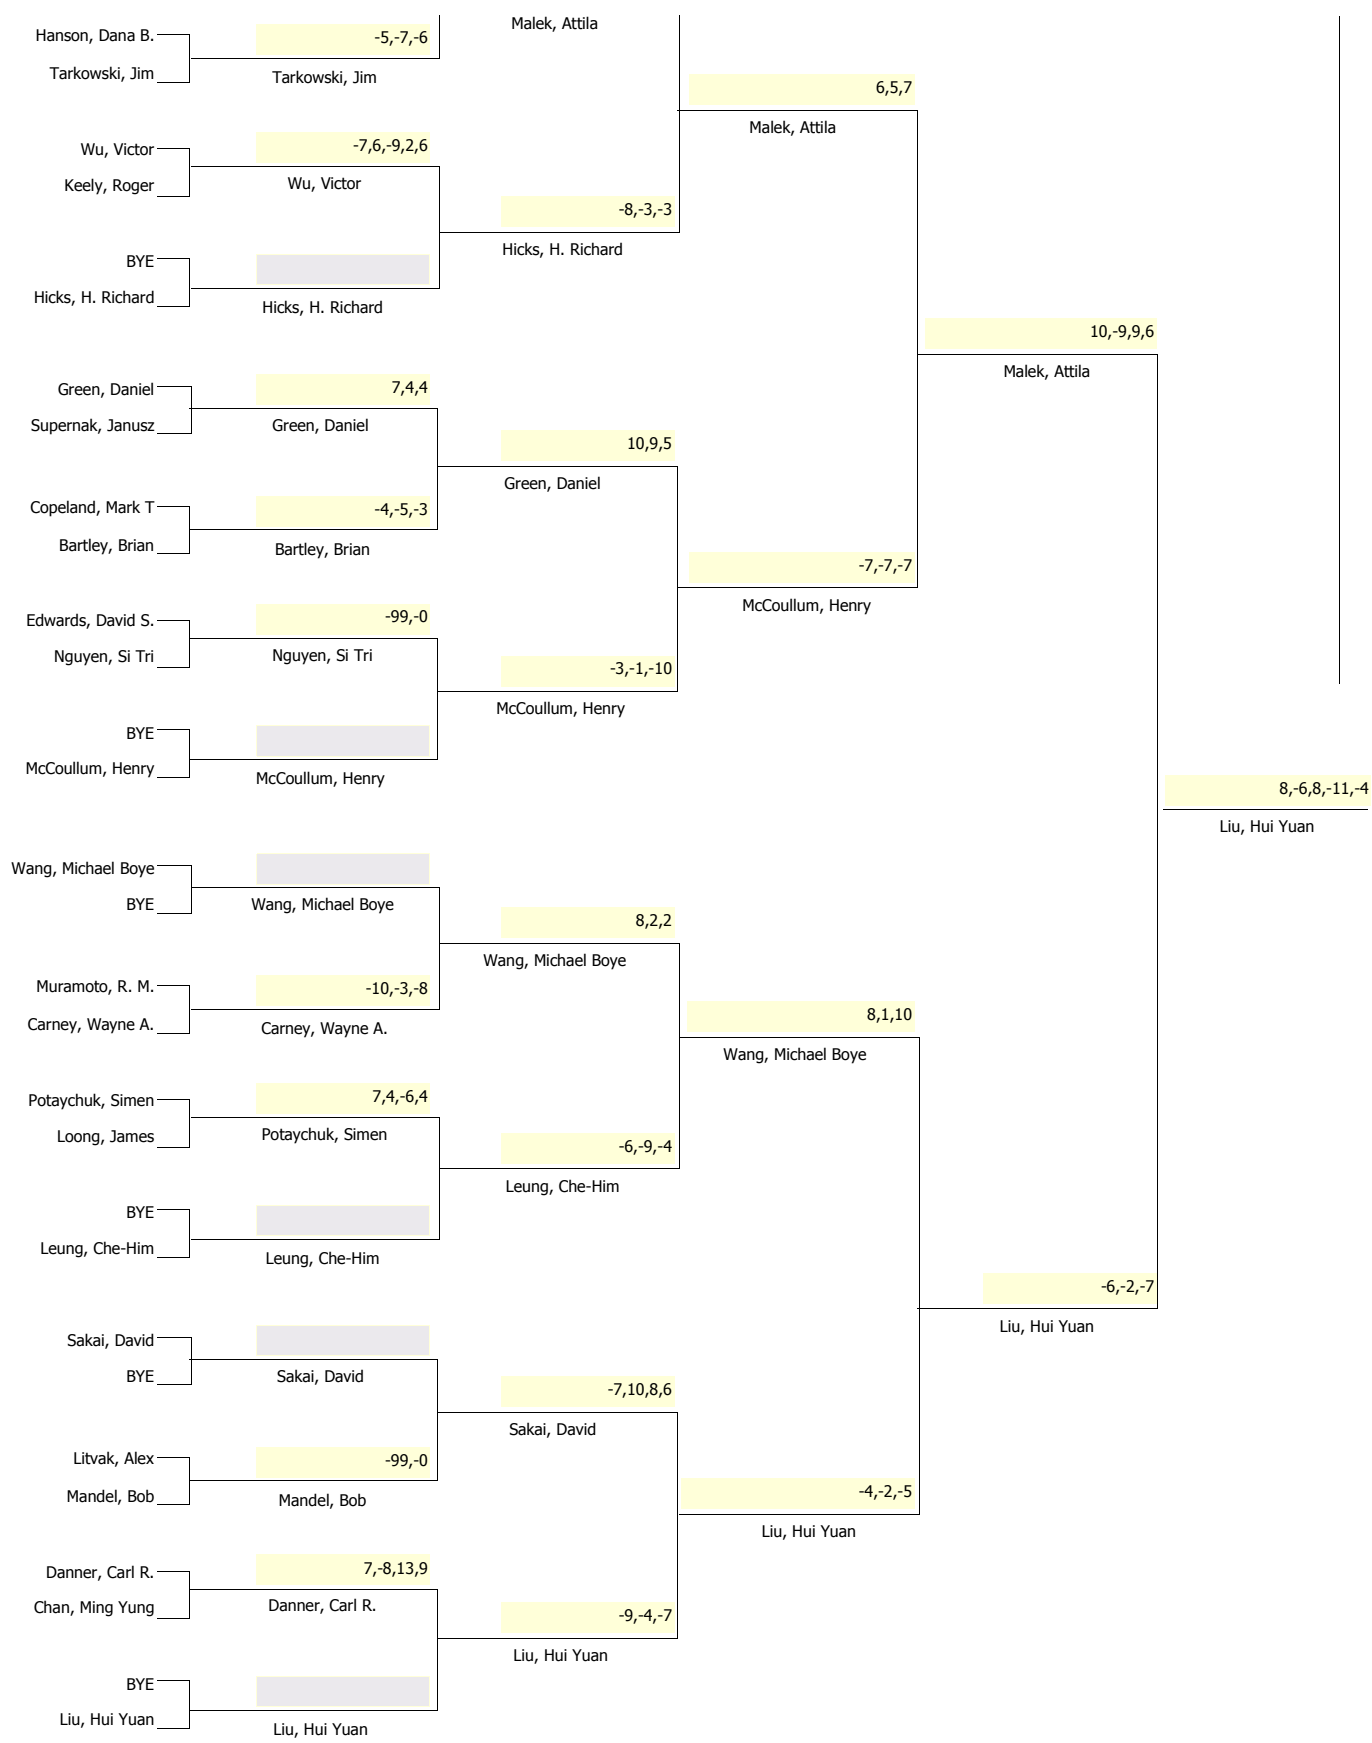 Malek, Attila
Hanson, Dana B.
-5,-7,-6
Tarkowski, Jim
Tarkowski, Jim
6,5,7
Malek, Attila
Wu, Victor
-7,6,-9,2,6
Keely, Roger
Wu, Victor
-8,-3,-3
Hicks, H. Richard
BYE
Hicks, H. Richard
Hicks, H. Richard
10,-9,9,6
Malek, Attila
Green, Daniel
7,4,4
Supernak, Janusz
Green, Daniel
10,9,5
Green, Daniel
Copeland, Mark T
-4,-5,-3
Bartley, Brian
Bartley, Brian
-7,-7,-7
McCoullum, Henry
Edwards, David S.
-99,-0
Nguyen, Si Tri
Nguyen, Si Tri
-3,-1,-10
McCoullum, Henry
BYE
McCoullum, Henry
McCoullum, Henry
8,-6,8,-11,-4
Liu, Hui Yuan
Wang, Michael Boye
BYE
Wang, Michael Boye
8,2,2
Wang, Michael Boye
Muramoto, R. M.
-10,-3,-8
Carney, Wayne A.
Carney, Wayne A.
8,1,10
Wang, Michael Boye
Potaychuk, Simen
7,4,-6,4
Loong, James
Potaychuk, Simen
-6,-9,-4
Leung, Che-Him
BYE
Leung, Che-Him
Leung, Che-Him
-6,-2,-7
Liu, Hui Yuan
Sakai, David
BYE
Sakai, David
-7,10,8,6
Sakai, David
Litvak, Alex
-99,-0
Mandel, Bob
Mandel, Bob
-4,-2,-5
Liu, Hui Yuan
Danner, Carl R.
7,-8,13,9
Chan, Ming Yung
Danner, Carl R.
-9,-4,-7
Liu, Hui Yuan
BYE
Liu, Hui Yuan
Liu, Hui Yuan